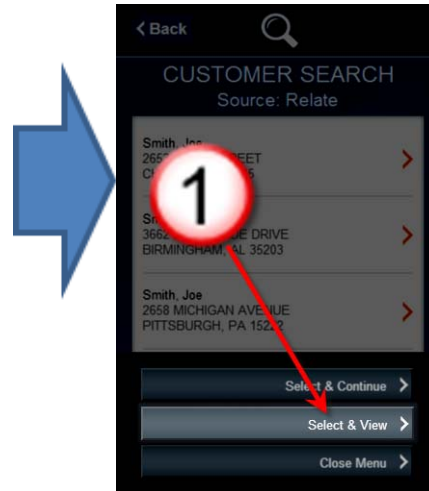 Back
CUSTOMER SEARCH
Source: Relate
Smith, Joe
DRIVE
BIRMINGHAM, AL 35203
Smith, Joe
2658 MICHIGAN AVENUE
PITTSBURGH, PA 15222
1
Select & Continue
Select & View
Close Menu